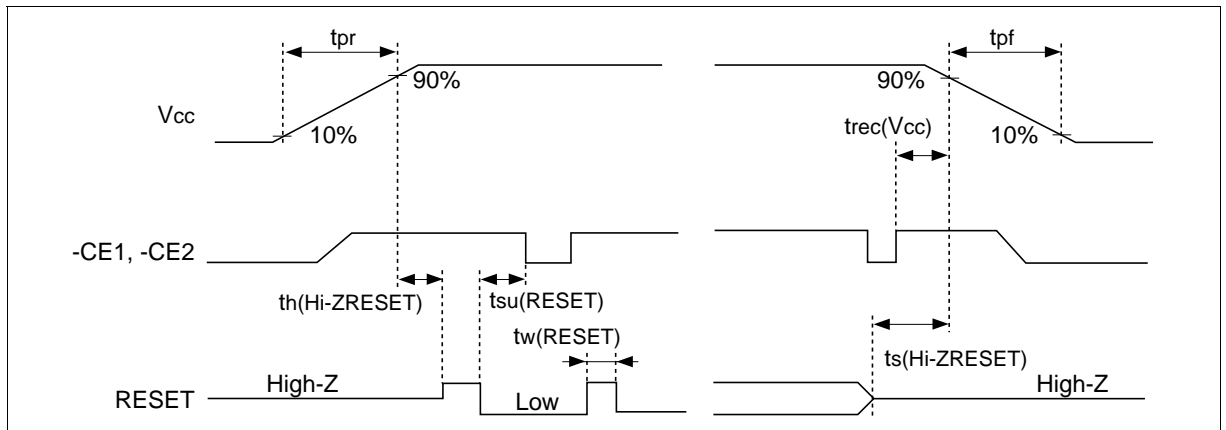 tpr
tpf
90%
90%
Vcc
10%
trec(Vcc)
10%
-CE1, -CE2
th(Hi-ZRESET)
tsu(RESET)
tw(RESET)
ts(Hi-ZRESET)
RESET
High-Z
Low
High-Z